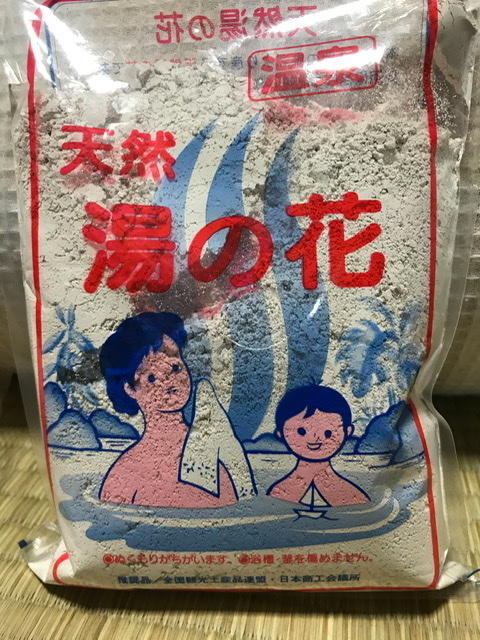 天然湯の花
温泉
天然
湯の花
◉ぬくもりがちがいます。◉浴槽・釜を傷めません。
推奨品／全国観光土産品連盟・日本商工会議所